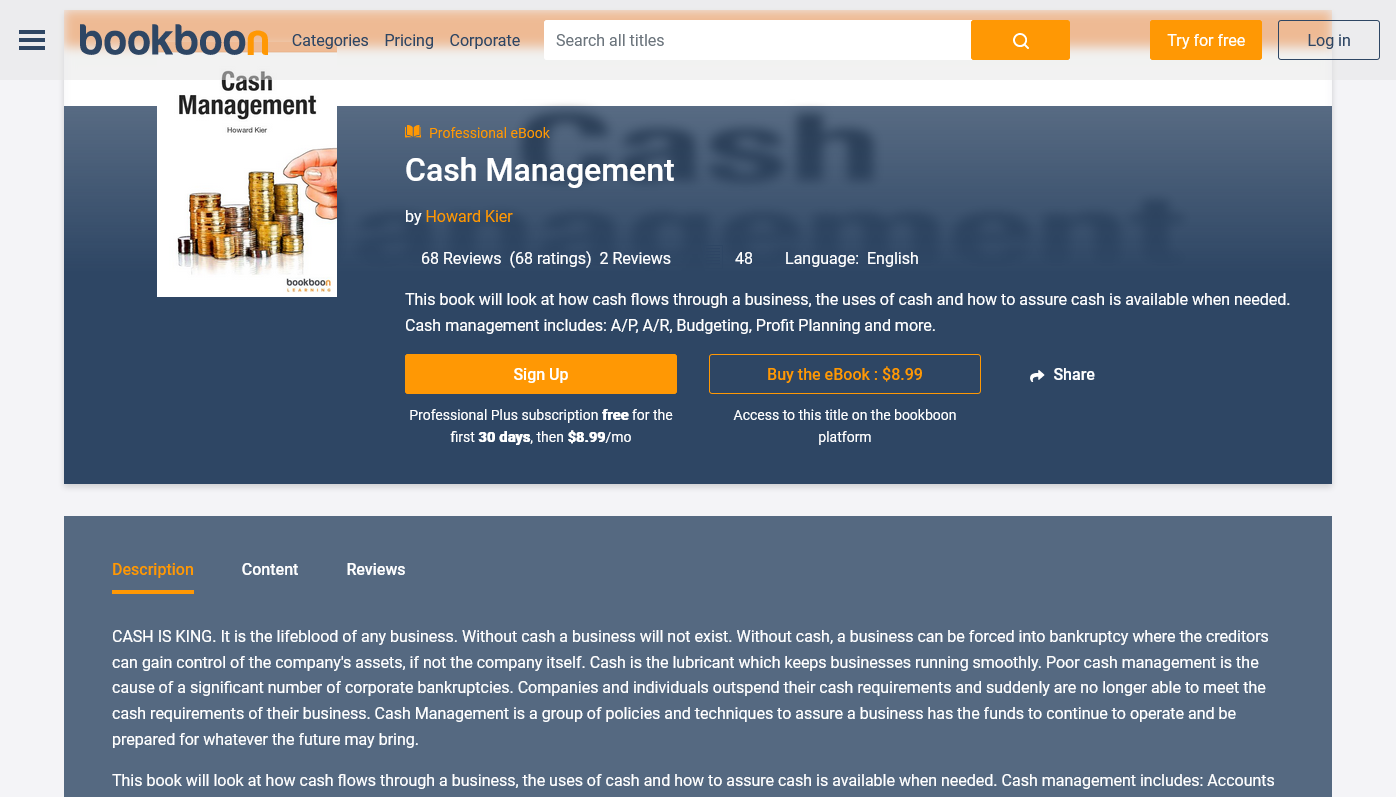 bookboon Categories Pricing Corporate Search all titles Try for free Log in
Cash
Management
Howard Kier
bookboon
LEARNING
Cash
anagement
Professional eBook
Cash Management
by Howard Kier
68 Reviews (68 ratings) 2 Reviews 48 Language: English
This book will look at how cash flows through a business, the uses of cash and how to assure cash is available when needed.
Cash management includes: A/P, A/R, Budgeting, Profit Planning and more.
Sign Up Buy the eBook : $8.99 Share
Professional Plus subscription free for the
first 30 days, then $8.99/mo
Access to this title on the bookboon
platform
Description Content Reviews
CASH IS KING. It is the lifeblood of any business. Without cash a business will not exist. Without cash, a business can be forced into bankruptcy where the creditors
can gain control of the company's assets, if not the company itself. Cash is the lubricant which keeps businesses running smoothly. Poor cash management is the
cause of a significant number of corporate bankruptcies. Companies and individuals outspend their cash requirements and suddenly are no longer able to meet the
cash requirements of their business. Cash Management is a group of policies and techniques to assure a business has the funds to continue to operate and be
prepared for whatever the future may bring.
This book will look at how cash flows through a business, the uses of cash and how to assure cash is available when needed. Cash management includes: Accounts